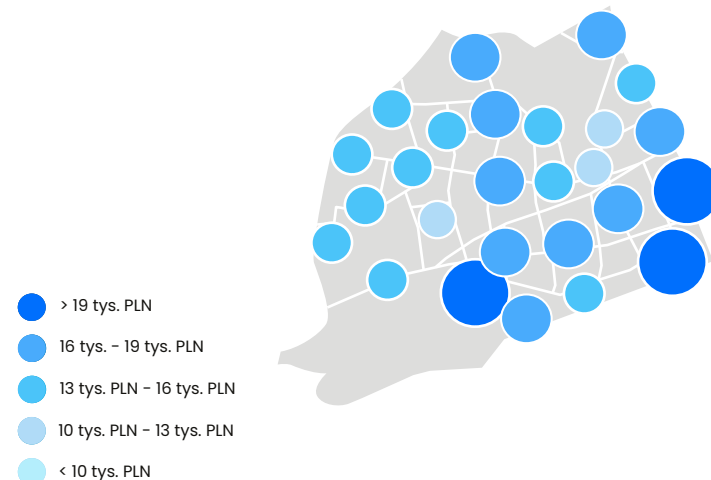 > 19 tys. PLN
16 tys. - 19 tys. PLN
13 tys. PLN - 16 tys. PLN
10 tys. PLN - 13 tys. PLN
< 10 tys. PLN